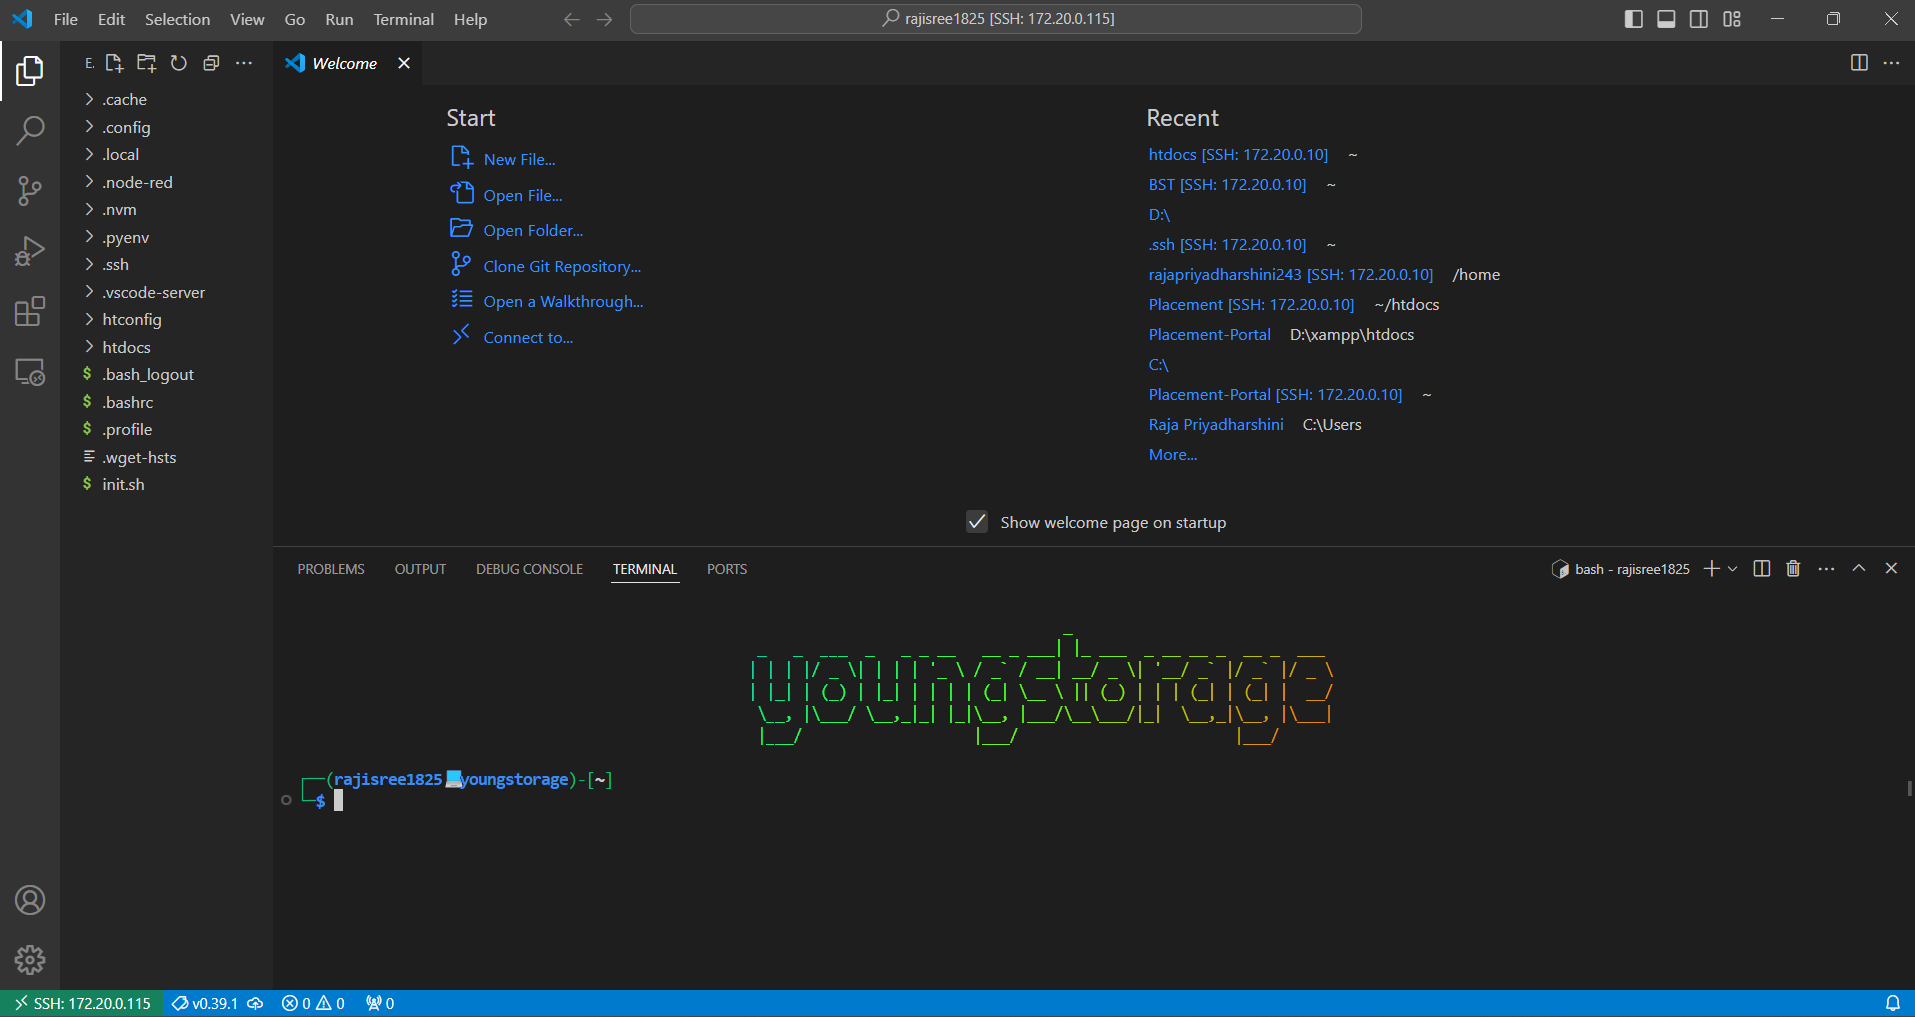 File Edit Selection View Go Run Terminal Help
rajisree1825 [SSH: 172.20.0.115]
E.
.cache
.config
.local
.node-red
.nvm
.pyenv
.ssh
.vscode-server
htconfig
htdocs
$ .bash_logout
$ .bashrc
$ .profile
.wget-hsts
$ init.sh
Welcome
Start
New File...
Open File...
Open Folder...
Clone Git Repository...
Open a Walkthrough...
Connect to...
Recent
htdocs [SSH: 172.20.0.10] ~
BST [SSH: 172.20.0.10] ~
D:\
.ssh [SSH: 172.20.0.10] ~
rajapriyadharshini243 [SSH: 172.20.0.10] /home
Placement [SSH: 172.20.0.10] ~/htdocs
Placement-Portal D:\xampp\htdocs
C:\
Placement-Portal [SSH: 172.20.0.10] ~
Raja Priyadharshini C:\Users
More...
Show welcome page on startup
PROBLEMS OUTPUT DEBUG CONSOLE TERMINAL PORTS
bash - rajisree1825
youngstorage
(rajisree1825💻youngstorage)-[~]
$
SSH: 172.20.0.115 v0.39.1 0 0 0